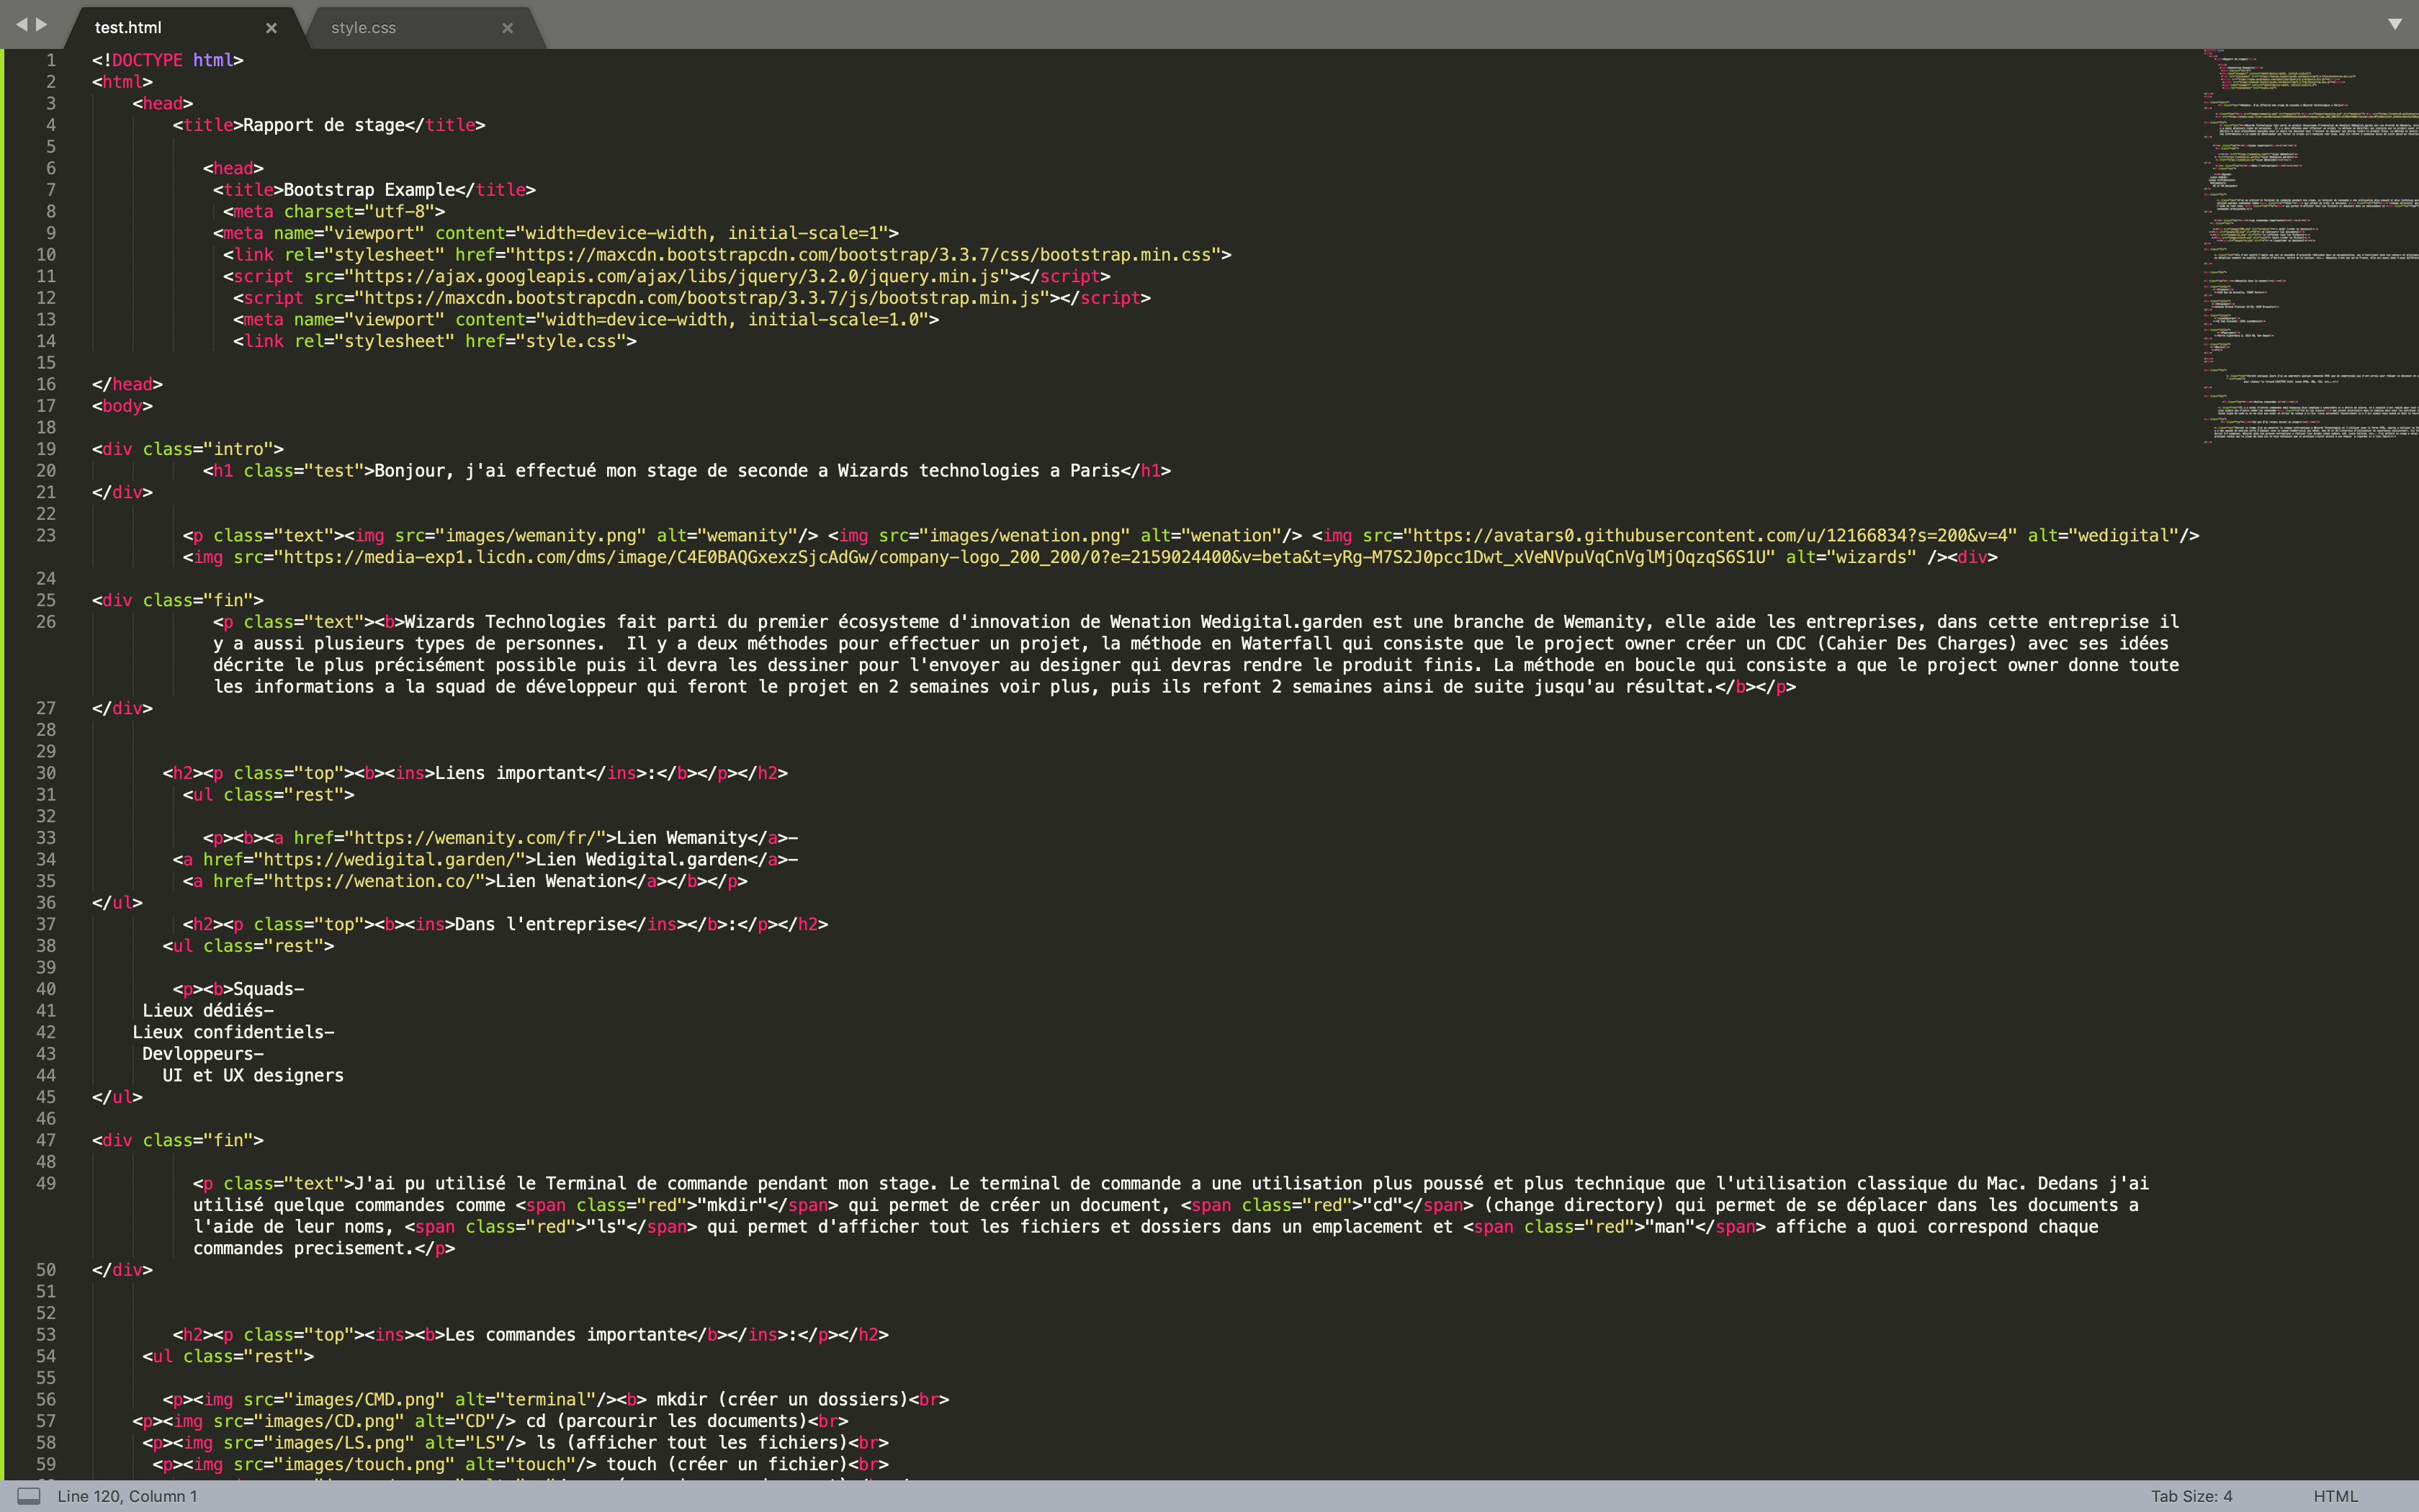 test.html × style.css ×
1 <!DOCTYPE html>
2 <html>
3 <head>
4 <title>Rapport de stage</title>
5
6 <head>
7 <title>Bootstrap Example</title>
8 <meta charset="utf-8">
9 <meta name="viewport" content="width=device-width, initial-scale=1">
10 <link rel="stylesheet" href="https://maxcdn.bootstrapcdn.com/bootstrap/3.3.7/css/bootstrap.min.css">
11 <script src="https://ajax.googleapis.com/ajax/libs/jquery/3.2.0/jquery.min.js"></script>
12 <script src="https://maxcdn.bootstrapcdn.com/bootstrap/3.3.7/js/bootstrap.min.js"></script>
13 <meta name="viewport" content="width=device-width, initial-scale=1.0">
14 <link rel="stylesheet" href="style.css">
15
16 </head>
17 <body>
18
19 <div class="intro">
20 <h1 class="test">Bonjour, j'ai effectué mon stage de seconde a Wizards technologies a Paris</h1>
21 </div>
22
23 <p class="text"><img src="images/wemanity.png" alt="wemanity"/> <img src="images/wenation.png" alt="wenation"/> <img src="https://avatars0.githubusercontent.com/u/12166834?s=200&v=4" alt="wedigital"/>
<img src="https://media-exp1.licdn.com/dms/image/C4E0BAQGxexzSjcAdGw/company-logo_200_200/0?e=2159024400&v=beta&t=yRg-M7S2J0pcc1Dwt_xVeNVpuVqCnVglMjOqzqS6S1U" alt="wizards" /><div>
24
25 <div class="fin">
26 <p class="text"><b>Wizards Technologies fait parti du premier écosysteme d'innovation de Wenation Wedigital.garden est une branche de Wemanity, elle aide les entreprises, dans cette entreprise il
y a aussi plusieurs types de personnes.  Il y a deux méthodes pour effectuer un projet, la méthode en Waterfall qui consiste que le project owner créer un CDC (Cahier Des Charges) avec ses idées
décrite le plus précisément possible puis il devra les dessiner pour l'envoyer au designer qui devras rendre le produit finis. La méthode en boucle qui consiste a que le project owner donne toute
les informations a la squad de développeur qui feront le projet en 2 semaines voir plus, puis ils refont 2 semaines ainsi de suite jusqu'au résultat.</b></p>
27 </div>
28
29
30 <h2><p class="top"><b><ins>Liens important</ins>:</b></p></h2>
31 <ul class="rest">
32
33 <p><b><a href="https://wemanity.com/fr/">Lien Wemanity</a>-
34 <a href="https://wedigital.garden/">Lien Wedigital.garden</a>-
35 <a href="https://wenation.co/">Lien Wenation</a></b></p>
36 </ul>
37 <h2><p class="top"><b><ins>Dans l'entreprise</ins></b>:</p></h2>
38 <ul class="rest">
39
40 <p><b>Squads-
41 Lieux dédiés-
42 Lieux confidentiels-
43 Devloppeurs-
44 UI et UX designers
45 </ul>
46
47 <div class="fin">
48
49 <p class="text">J'ai pu utilisé le Terminal de commande pendant mon stage. Le terminal de commande a une utilisation plus poussé et plus technique que l'utilisation classique du Mac. Dedans j'ai
utilisé quelque commandes comme <span class="red">"mkdir"</span> qui permet de créer un document, <span class="red">"cd"</span> (change directory) qui permet de se déplacer dans les documents a
l'aide de leur noms, <span class="red">"ls"</span> qui permet d'afficher tout les fichiers et dossiers dans un emplacement et <span class="red">"man"</span> affiche a quoi correspond chaque
commandes precisement.</p>
50 </div>
51
52
53 <h2><p class="top"><ins><b>Les commandes importante</b></ins>:</p></h2>
54 <ul class="rest">
55
56 <p><img src="images/CMD.png" alt="terminal"/><b> mkdir (créer un dossiers)<br>
57 <p><img src="images/CD.png" alt="CD"/> cd (parcourir les documents)<br>
58 <p><img src="images/LS.png" alt="LS"/> ls (afficher tout les fichiers)<br>
59 <p><img src="images/touch.png" alt="touch"/> touch (créer un fichier)<br>
Line 120, Column 1 Tab Size: 4 HTML